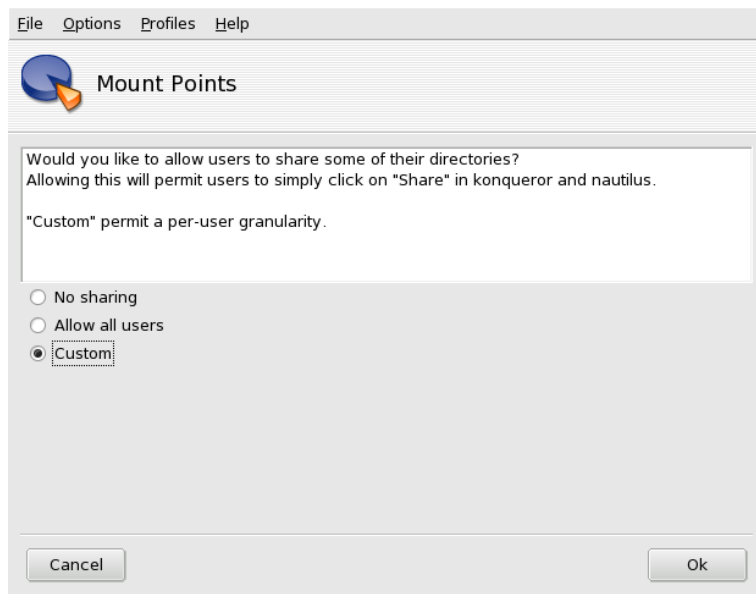 File Options Profiles Help
Mount Points
Would you like to allow users to share some of their directories?
Allowing this will permit users to simply click on "Share" in konqueror and nautilus.
"Custom" permit a per-user granularity.
No sharing
Allow all users
Custom
Cancel Ok